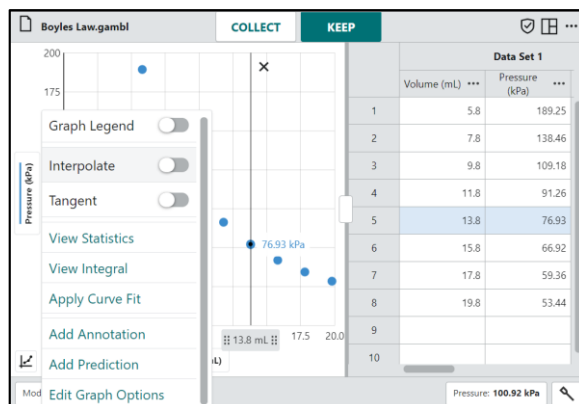 Boyles Law.gambl
COLLECT
KEEP
200
175
Pressure (kPa)
Graph Legend
Interpolate
Tangent
View Statistics
View Integral
Apply Curve Fit
Add Annotation
Add Prediction
Edit Graph Options
76.93 kPa
13.8 mL
17.5 20.0
L)
Data Set 1
Volume (mL) Pressure (kPa)
1 5.8 189.25
2 7.8 138.46
3 9.8 109.18
4 11.8 91.26
5 13.8 76.93
6 15.8 66.92
7 17.8 59.36
8 19.8 53.44
9
10
Mod
Pressure: 100.92 kPa